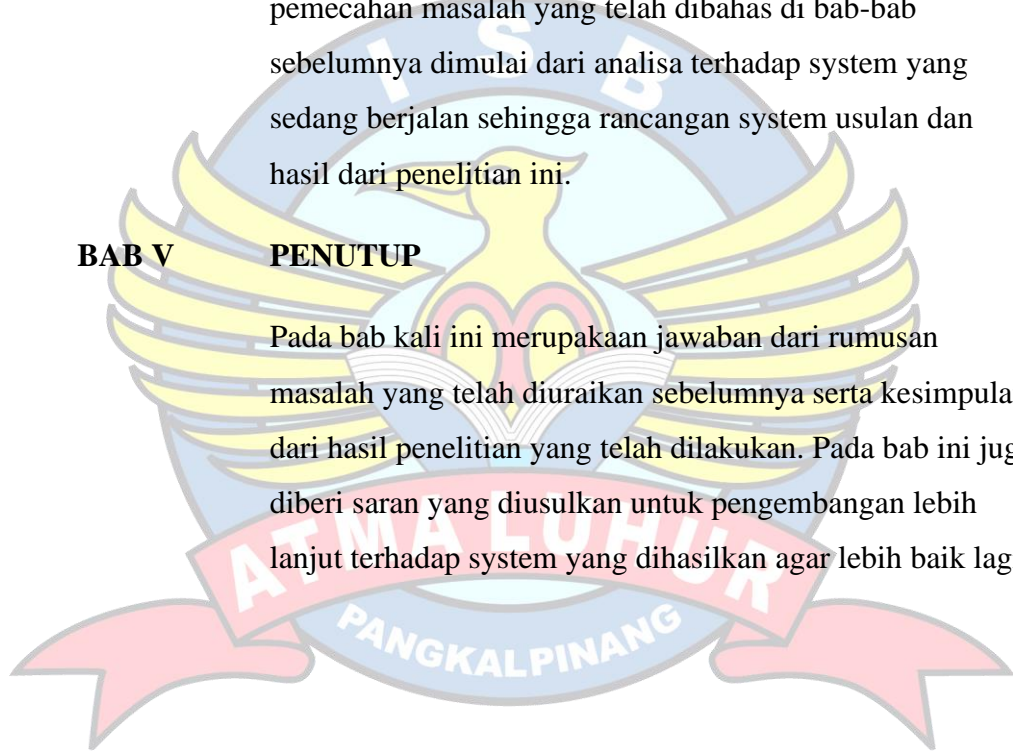 pemecahan masalah yang telah dibahas di bab-bab
sebelumnya dimulai dari analisa terhadap system yang
sedang berjalan sehingga rancangan system usulan dan
hasil dari penelitian ini.
BAB V PENUTUP
Pada bab kali ini merupakaan jawaban dari rumusan
masalah yang telah diuraikan sebelumnya serta kesimpula
dari hasil penelitian yang telah dilakukan. Pada bab ini jug
diberi saran yang diusulkan untuk pengembangan lebih
lanjut terhadap system yang dihasilkan agar lebih baik lag
I S B
ATMA LUHUR
PANGKALPINANG